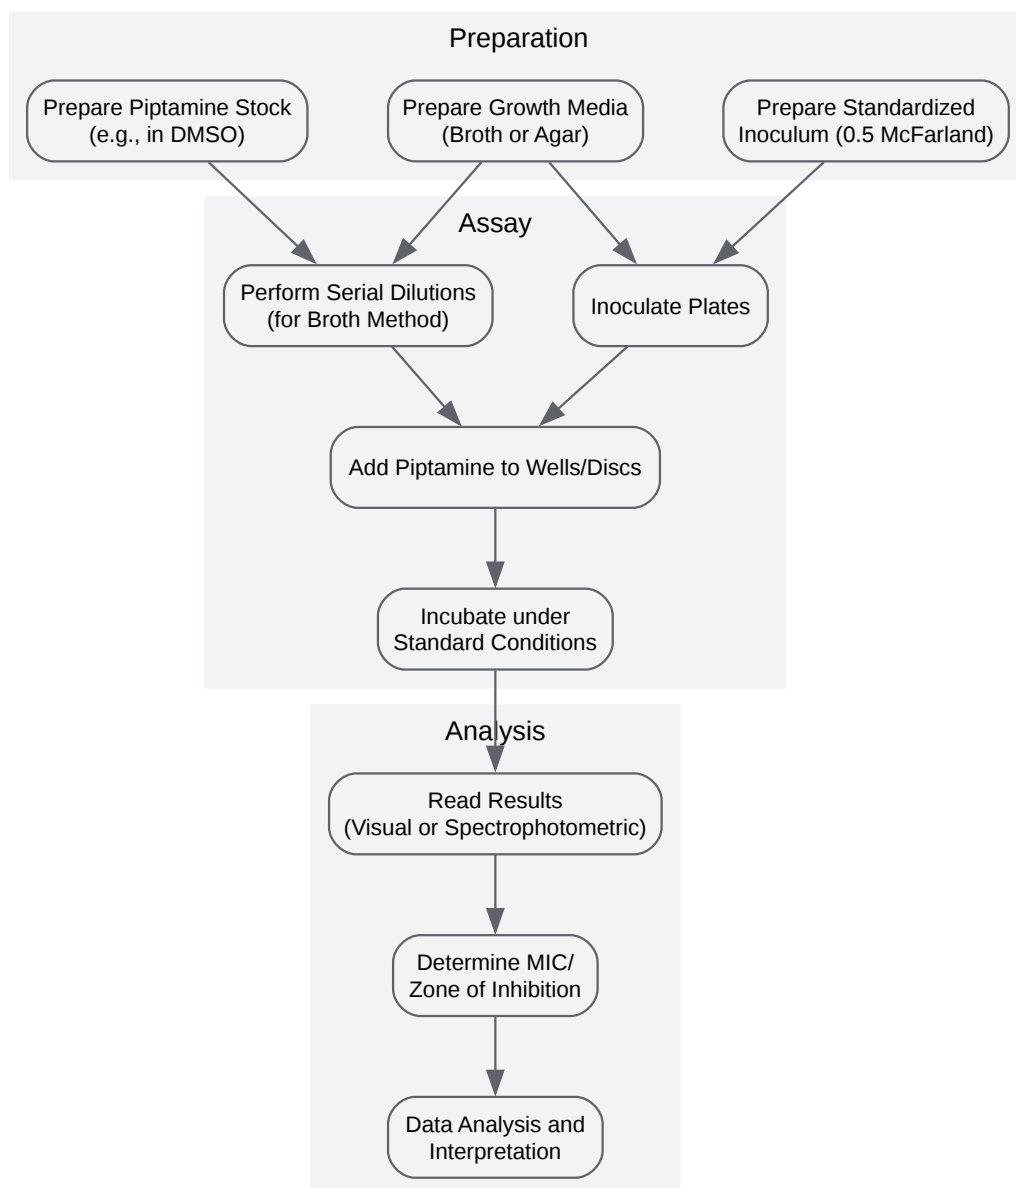 Preparation
Prepare Piptamine Stock
(e.g., in DMSO)
Prepare Growth Media
(Broth or Agar)
Prepare Standardized
Inoculum (0.5 McFarland)
Assay
Perform Serial Dilutions
(for Broth Method)
Inoculate Plates
Add Piptamine to Wells/Discs
Incubate under
Standard Conditions
Analysis
Read Results
(Visual or Spectrophotometric)
Determine MIC/
Zone of Inhibition
Data Analysis and
Interpretation